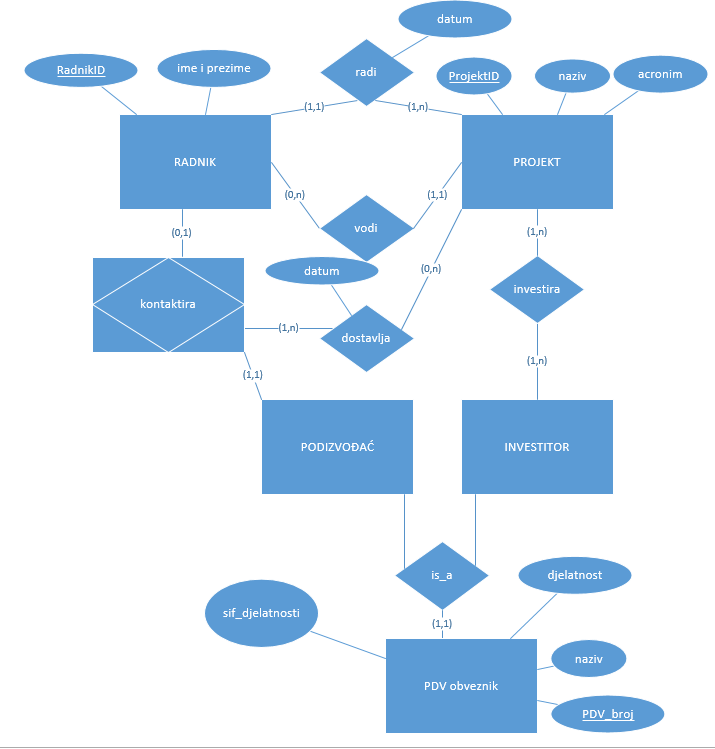 datum
RadnikID
ime i prezime
radi
ProjektID
naziv
acronim
(1,1)
(1,n)
RADNIK
PROJEKT
(0,n)
(1,1)
vodi
(0,1)
(1,n)
datum
(0,n)
kontaktira
investira
(1,n)
dostavlja
(1,n)
(1,1)
PODIZVOĐAČ
INVESTITOR
is_a
djelatnost
sif_djelatnosti
(1,1)
naziv
PDV obveznik
PDV_broj